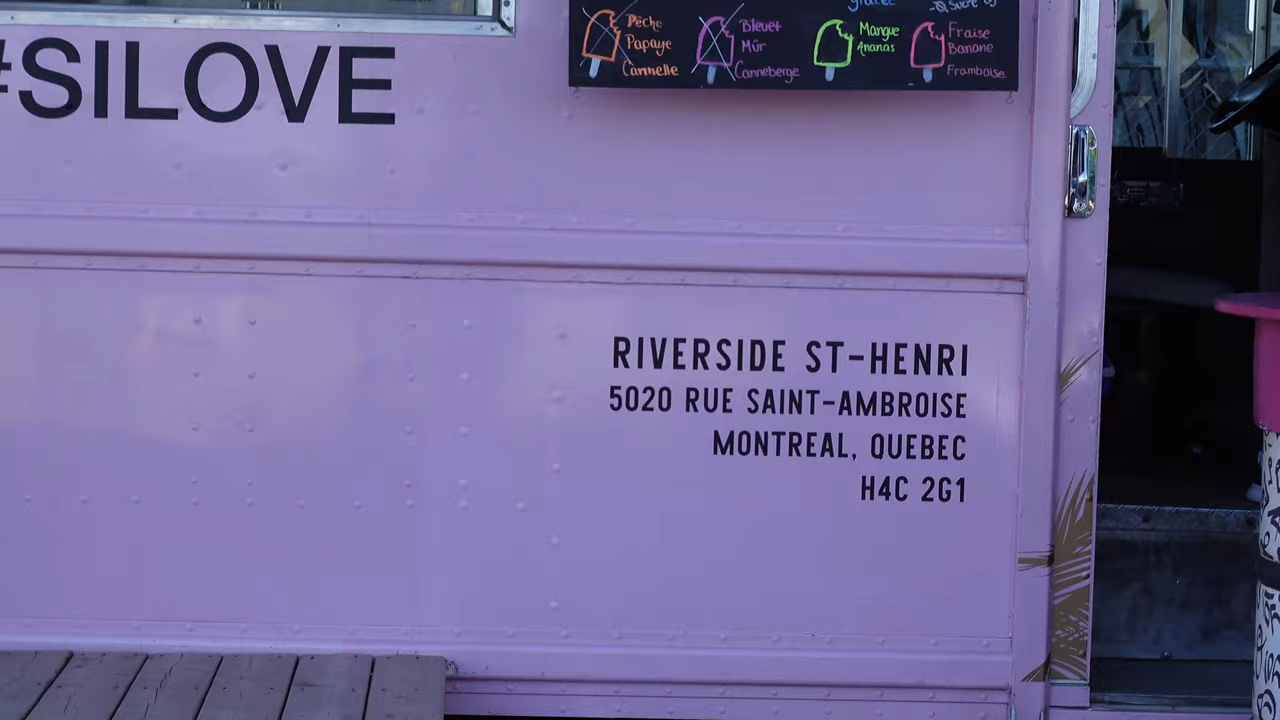 #SILOVE
Pêche
Papaye
Cannelle
Bleuet
Mûr
Canneberge
Mangue
Ananas
Fraise
Banane
Framboise
RIVERSIDE ST-HENRI
5020 RUE SAINT-AMBROISE
MONTREAL, QUEBEC
H4C 2G1